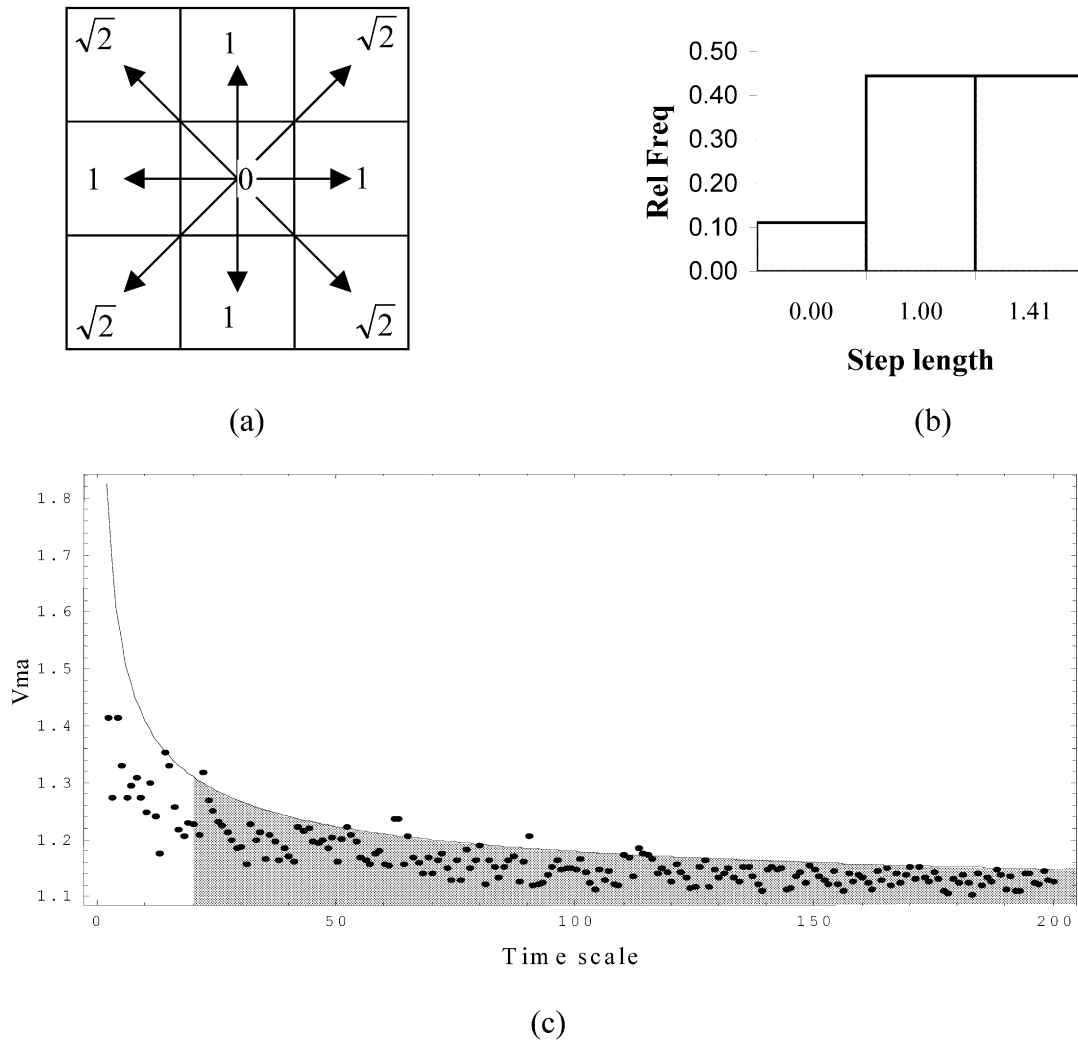 √2 1 √2
1 0 1
√2 1 √2
(a)
0.50
0.40
0.30
0.20
0.10
0.00
Rel Freq
0.00 1.00 1.41
Step length
(b)
1.8
1.7
1.6
1.5
1.4
1.3
1.2
1.1
Vma
0 50 100 150 200
Time scale
(c)